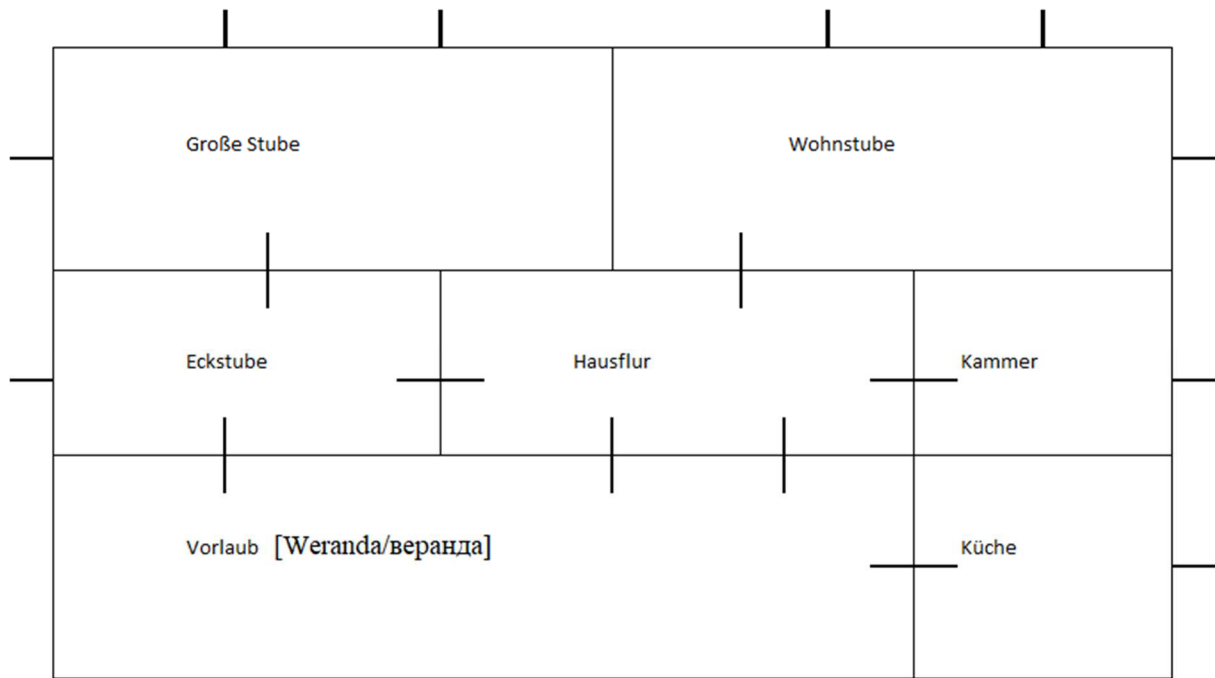 Große Stube
Wohnstube
Eckstube
Hausflur
Kammer
Vorlaub [Weranda/веранда]
Küche